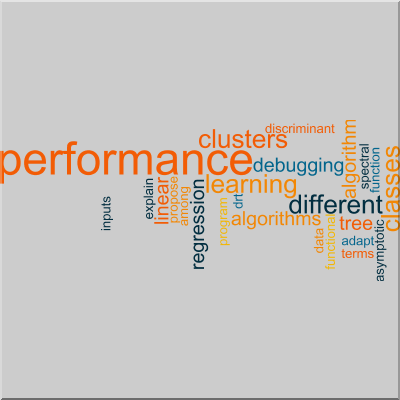 discriminant
clusters
performance
debugging
algorithm
spectral
function
classes
learning
different
explain
linear
propose
among
regression
drt
program
algorithms
inputs
tree
data
functional
adapt
terms
asymptotic